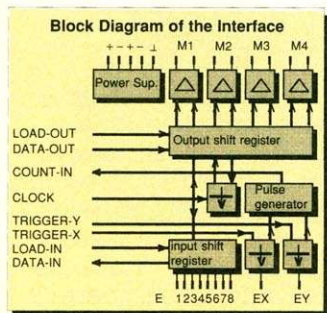 Block Diagram of the Interface
+ − + − ⊥ M1 M2 M3 M4
Power Sup.
LOAD-OUT
DATA-OUT
Output shift register
COUNT-IN
CLOCK
Pulse
generator
TRIGGER-Y
TRIGGER-X
LOAD-IN
DATA-IN
Input shift
register
E 12345678 EX EY